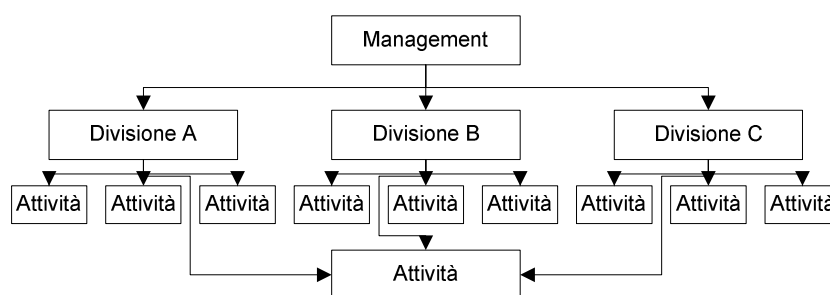 Management
Divisione A
Divisione B
Divisione C
Attività
Attività
Attività
Attività
Attività
Attività
Attività
Attività
Attività
Attività